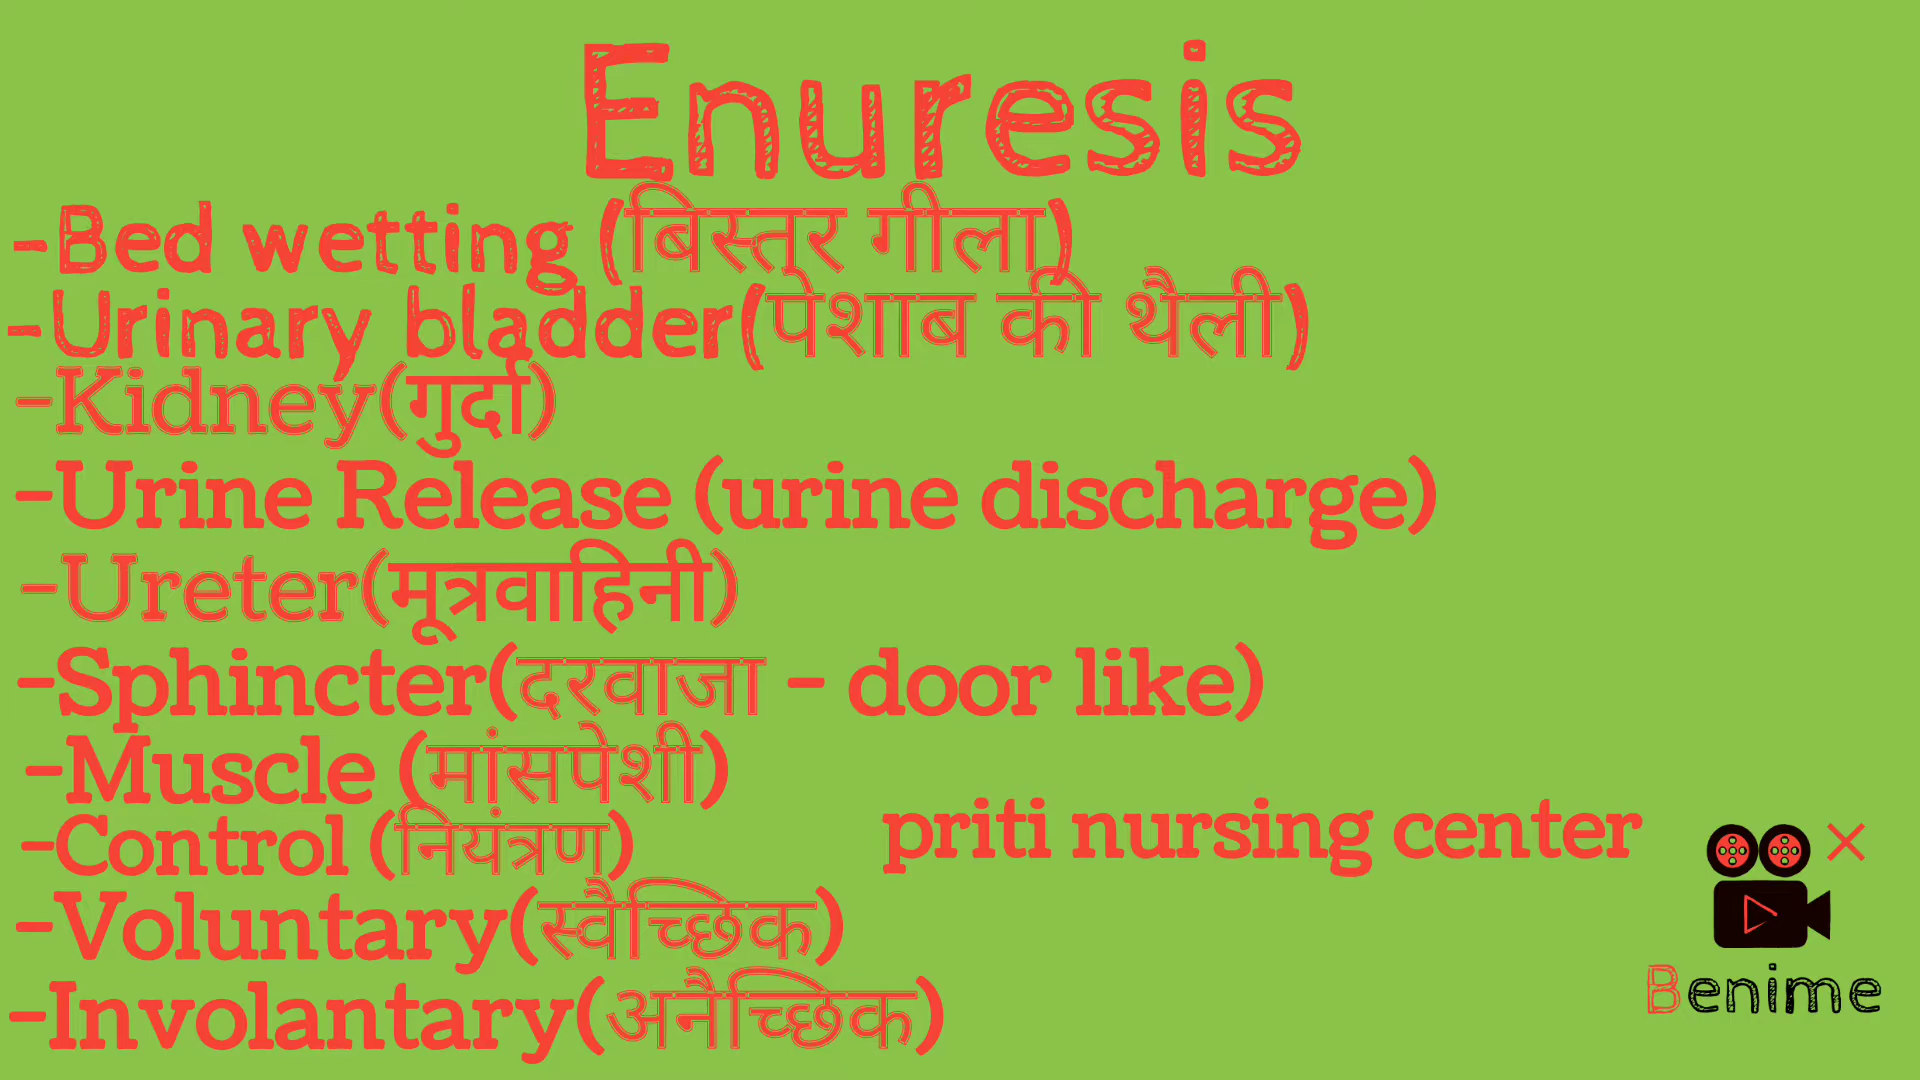 Enuresis
-Bed wetting (बिस्तर गीला)
-Urinary bladder(पेशाब की थैली)
-Kidney(गुर्दा)
-Urine Release (urine discharge)
-Ureter(मूत्रवाहिनी)
-Sphincter(दरवाजा - door like)
-Muscle (मांसपेशी)
-Control (नियंत्रण)
priti nursing center
-Voluntary(स्वैच्छिक)
-Involantary(अनैच्छिक)
Benime